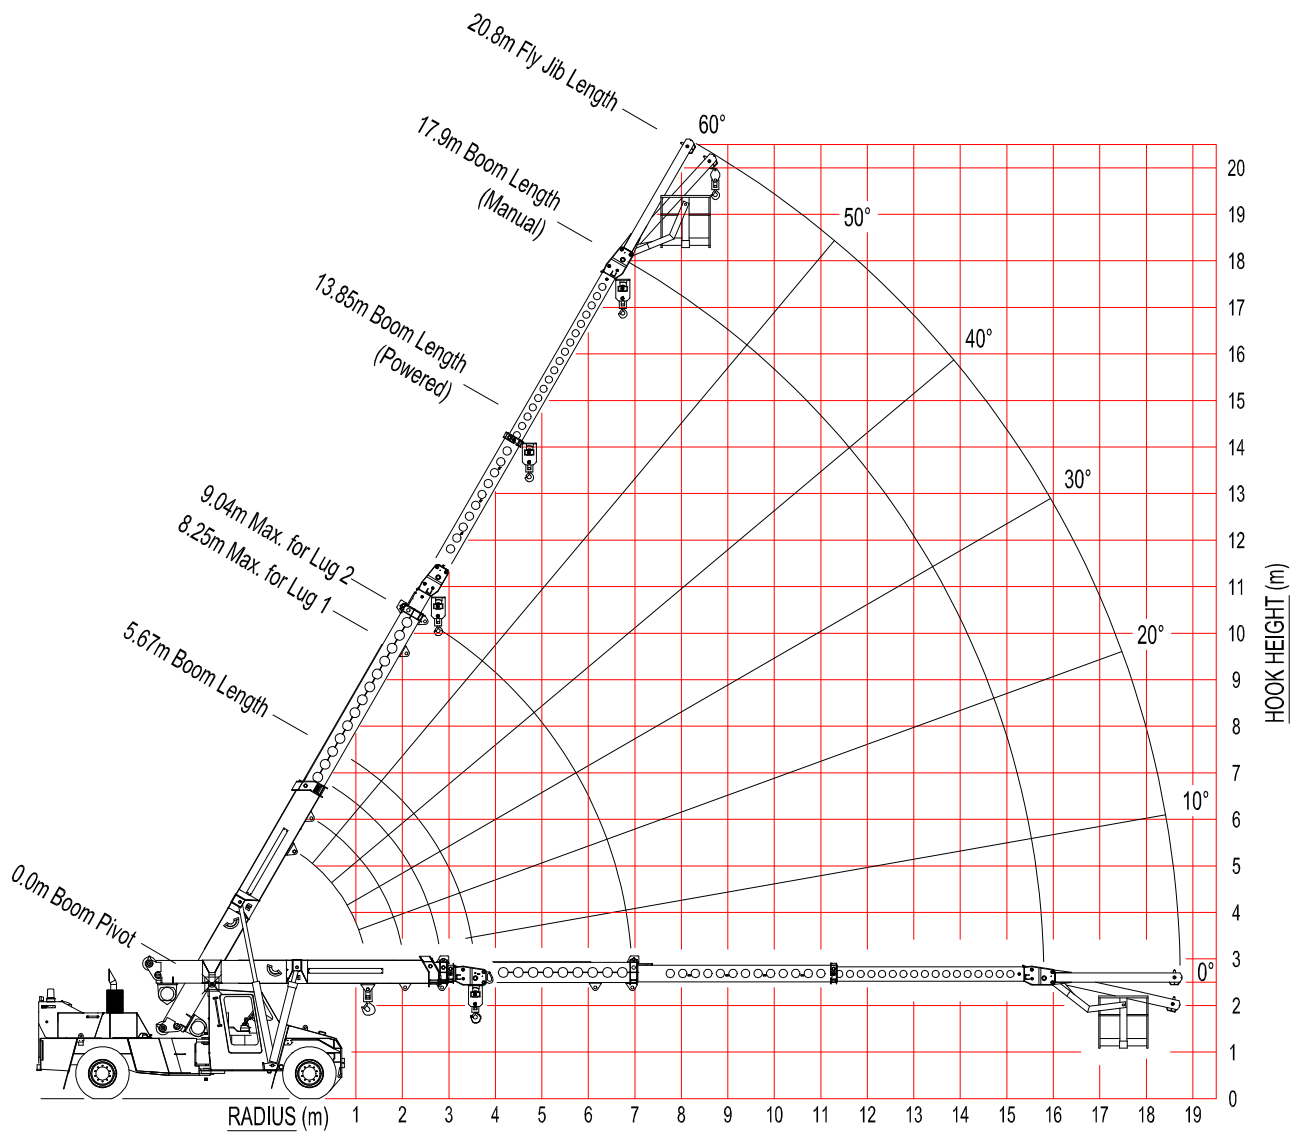 20.8m Fly Jib Length
17.9m Boom Length
(Manual)
13.85m Boom Length
(Powered)
9.04m Max. for Lug 2
8.25m Max. for Lug 1
5.67m Boom Length
0.0m Boom Pivot
60°
50°
40°
30°
20°
10°
0°
20
19
18
17
16
15
14
13
12
11
10
9
8
7
6
5
4
3
2
1
0
HOOK HEIGHT (m)
RADIUS (m)
1 2 3 4 5 6 7 8 9 10 11 12 13 14 15 16 17 18 19